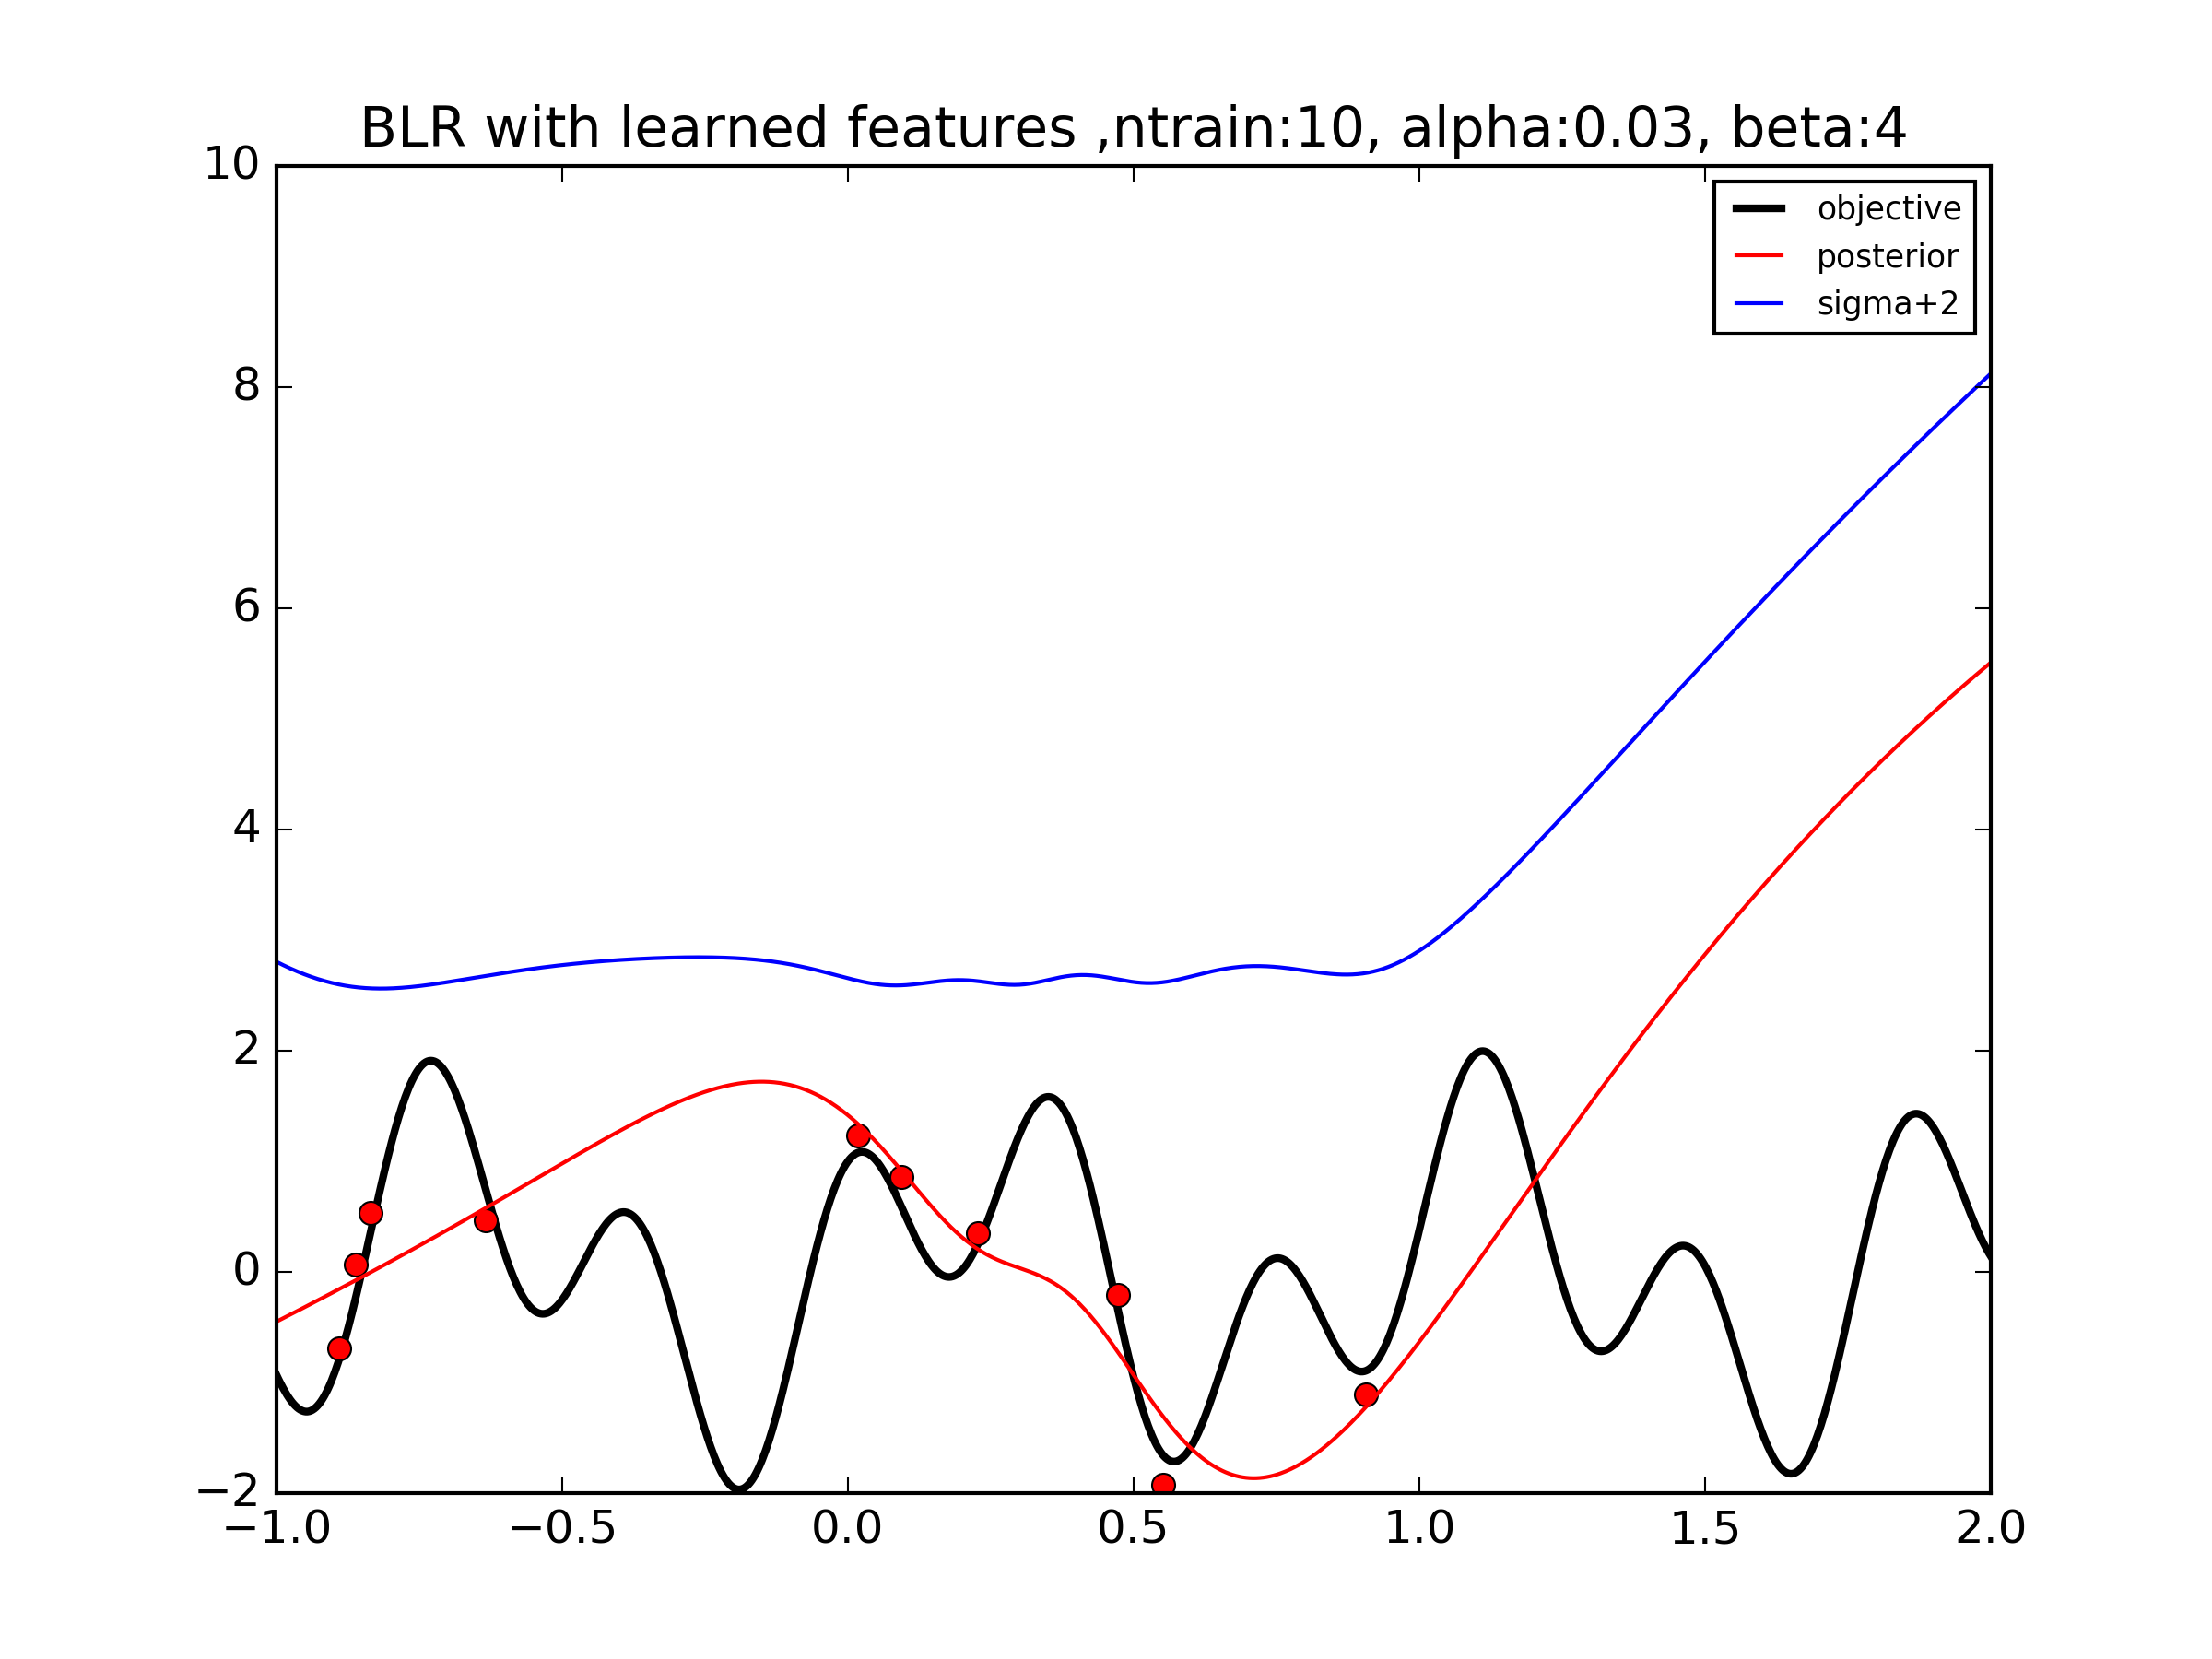 BLR with learned features ,ntrain:10, alpha:0.03, beta:4
10
8
6
4
2
0
−2
objective
posterior
sigma+2
−1.0 −0.5 0.0 0.5 1.0 1.5 2.0